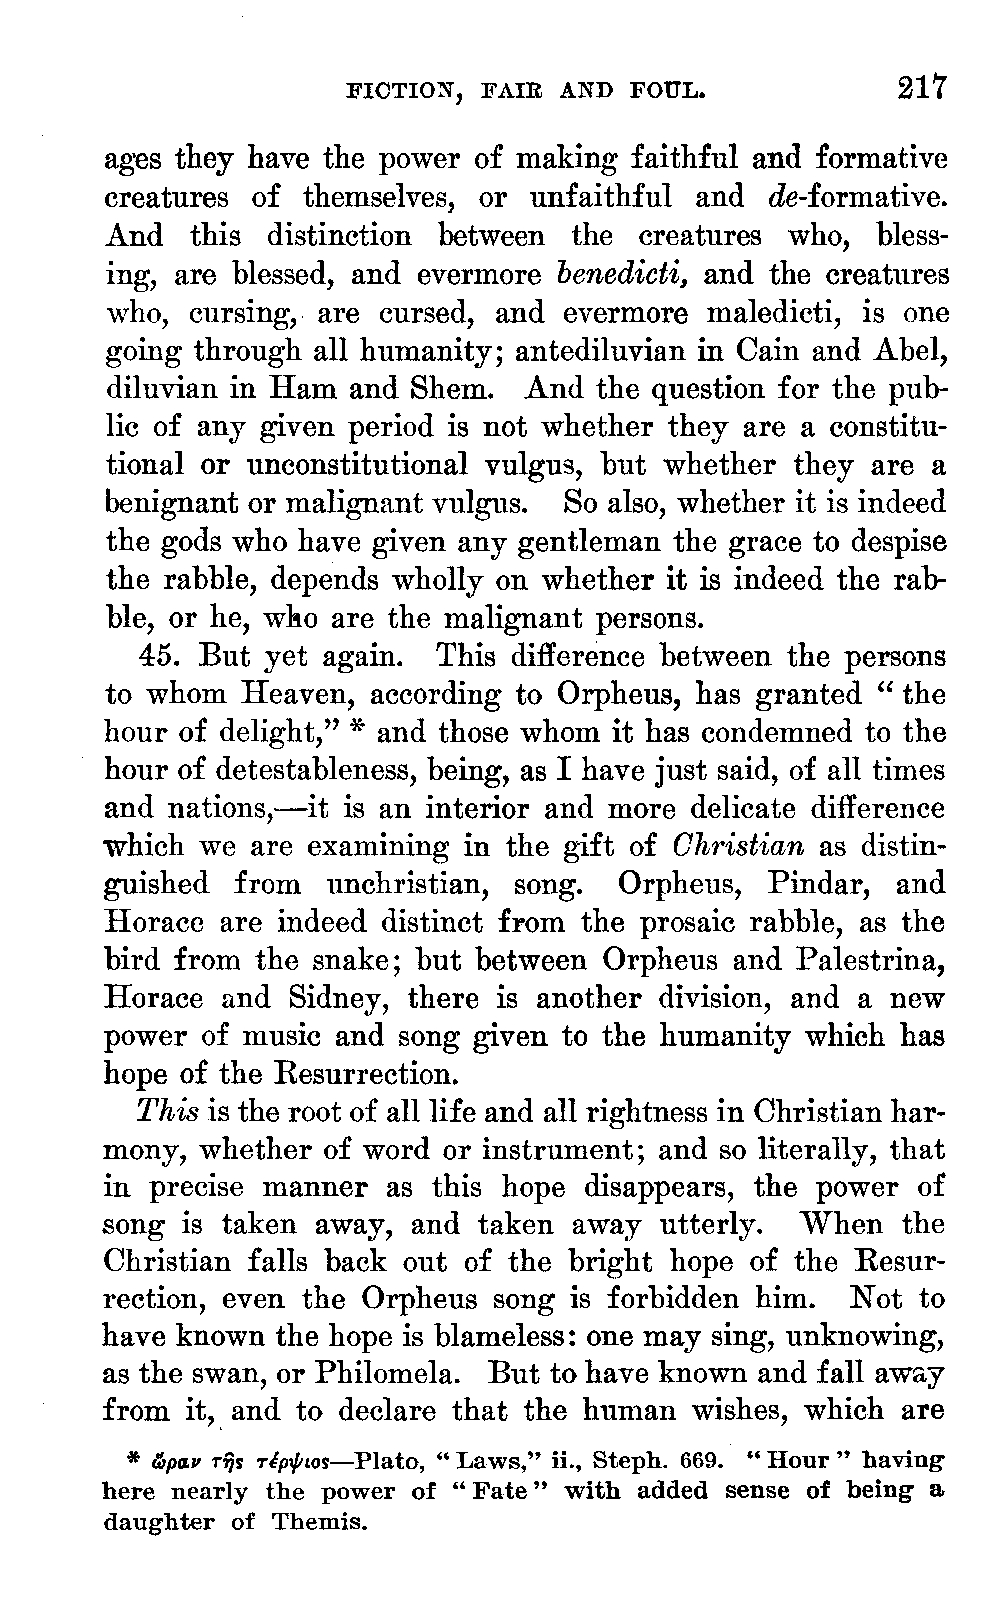 FICTION, FAIR AND FOUL. 217
ages they have the power of making faithful and formative
creatures of themselves, or unfaithful and de-formative.
And this distinction between the creatures who, bless-
ing, are blessed, and evermore benedicti, and the creatures
who, cursing, are cursed, and evermore maledicti, is one
going through all humanity; antediluvian in Cain and Abel,
diluvian in Ham and Shem. And the question for the pub-
lic of any given period is not whether they are a constitu-
tional or unconstitutional vulgus, but whether they are a
benignant or malignant vulgus. So also, whether it is indeed
the gods who have given any gentleman the grace to despise
the rabble, depends wholly on whether it is indeed the rab-
ble, or he, who are the malignant persons.
45. But yet again. This difference between the persons
to whom Heaven, according to Orpheus, has granted “ the
hour of delight,” * and those whom it has condemned to the
hour of detestableness, being, as I have just said, of all times
and nations,—it is an interior and more delicate difference
which we are examining in the gift of Christian as distin-
guished from unchristian, song. Orpheus, Pindar, and
Horace are indeed distinct from the prosaic rabble, as the
bird from the snake; but between Orpheus and Palestrina,
Horace and Sidney, there is another division, and a new
power of music and song given to the humanity which has
hope of the Resurrection.
This is the root of all life and all rightness in Christian har-
mony, whether of word or instrument; and so literally, that
in precise manner as this hope disappears, the power of
song is taken away, and taken away utterly. When the
Christian falls back out of the bright hope of the Resur-
rection, even the Orpheus song is forbidden him. Not to
have known the hope is blameless: one may sing, unknowing,
as the swan, or Philomela. But to have known and fall away
from it, and to declare that the human wishes, which are
* ὥραν τῆς τέρψιος—Plato, “ Laws,” ii., Steph. 669. “ Hour ” having
here nearly the power of “ Fate ” with added sense of being a
daughter of Themis.